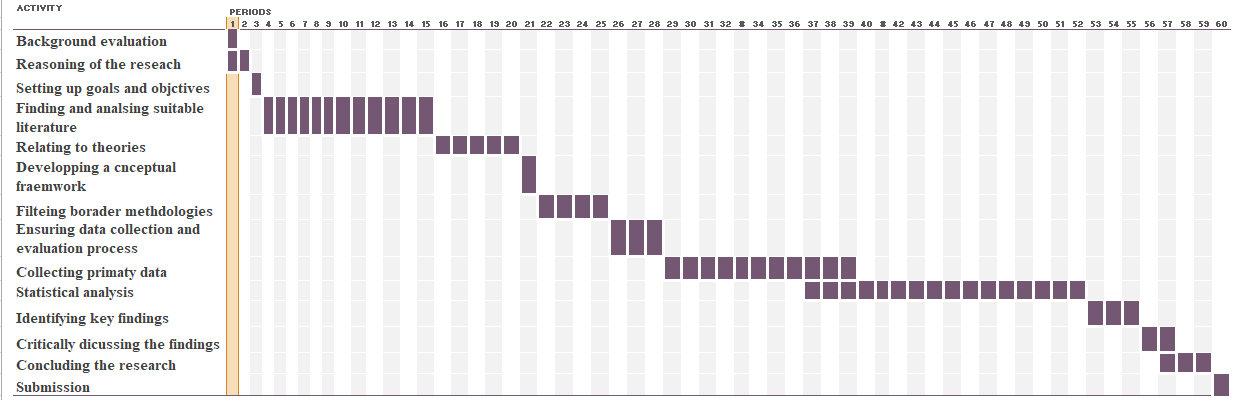 ACTIVITY
PERIODS
1 2 3 4 5 6 7 8 9 10 11 12 13 14 15 16 17 18 19 20 21 22 23 24 25 26 27 28 29 30 31 32 # 34 35 36 37 38 39 40 # 42 43 44 45 46 47 48 49 50 51 52 53 54 55 56 57 58 59 60
Background evaluation
Reasoning of the reseach
Setting up goals and objctives
Finding and analsing suitable
literature
Relating to theories
Developping a cnceptual
fraemwork
Filteing borader methdologies
Ensuring data collection and
evaluation process
Collecting primaty data
Statistical analysis
Identifying key findings
Critically dicussing the findings
Concluding the research
Submission